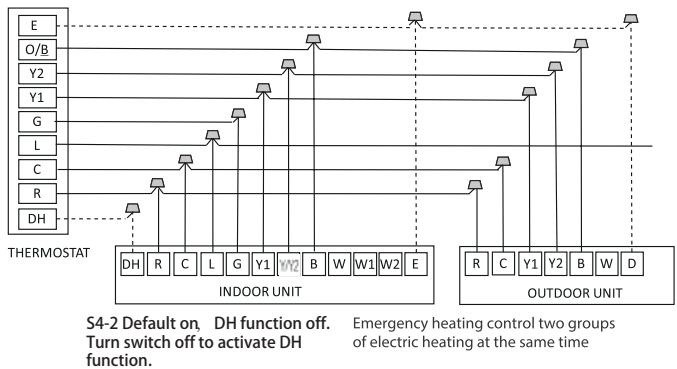 E
O/B
Y2
Y1
G
L
C
R
DH
THERMOSTAT
DH R C L G Y1 Y/Y2 B W W1 W2 E
INDOOR UNIT
R C Y1 Y2 B W D
OUTDOOR UNIT
S4-2 Default on, DH function off.
Turn switch off to activate DH
function.
Emergency heating control two groups
of electric heating at the same time